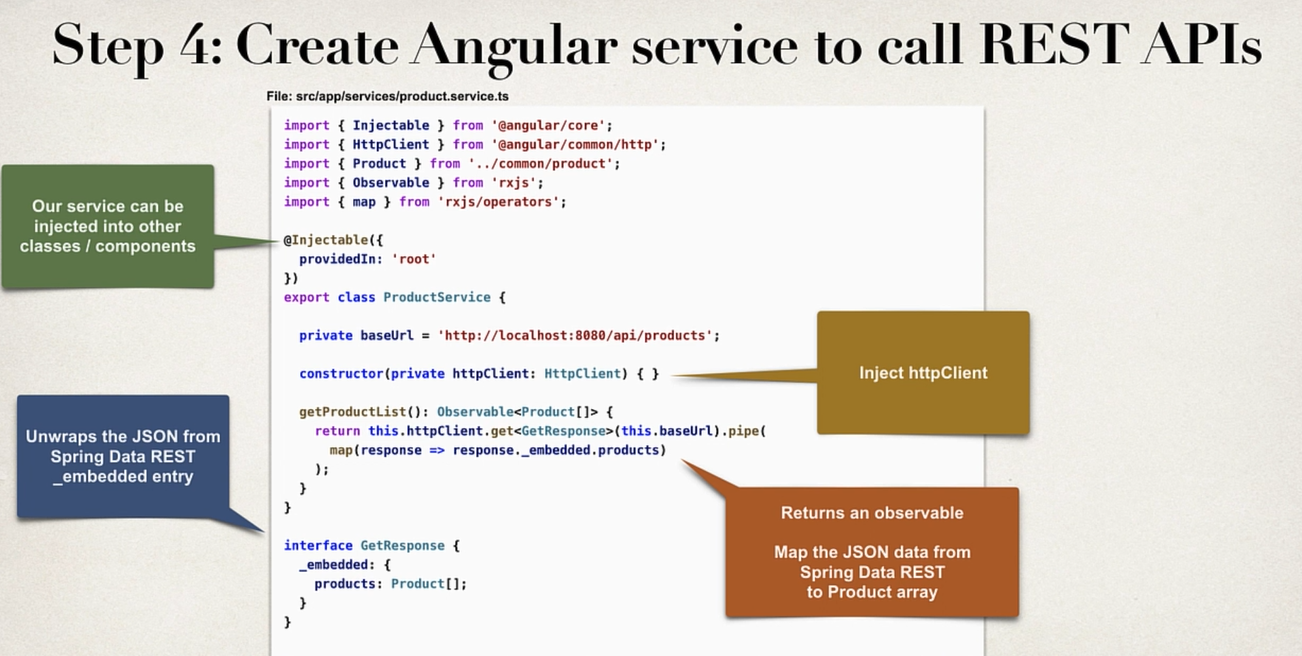 Step 4: Create Angular service to call REST APIs
File: src/app/services/product.service.ts
import { Injectable } from '@angular/core';
import { HttpClient } from '@angular/common/http';
import { Product } from '../common/product';
import { Observable } from 'rxjs';
import { map } from 'rxjs/operators';
@Injectable({
providedIn: 'root'
})
export class ProductService {
private baseUrl = 'http://localhost:8080/api/products';
constructor(private httpClient: HttpClient) { }
getProductList(): Observable<Product[]> {
return this.httpClient.get<GetResponse>(this.baseUrl).pipe(
map(response => response._embedded.products)
);
}
}
interface GetResponse {
_embedded: {
products: Product[];
}
}
Our service can be
injected into other
classes / components
Inject httpClient
Unwraps the JSON from
Spring Data REST
_embedded entry
Returns an observable
Map the JSON data from
Spring Data REST
to Product array